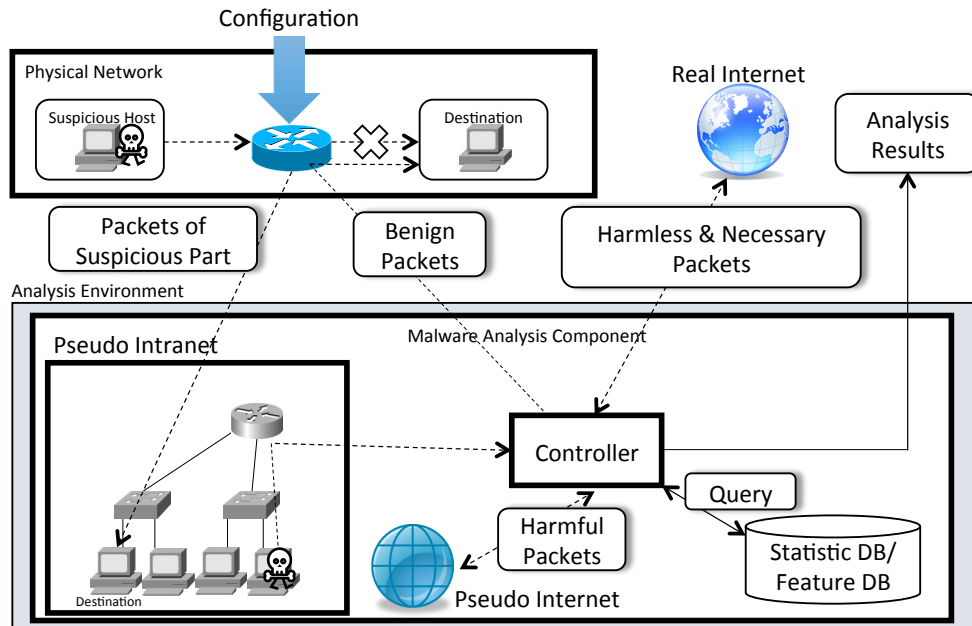 Configuration
Physical Network
Suspicious Host
Destination
Real Internet
Analysis
Results
Packets of
Suspicious Part
Benign
Packets
Harmless & Necessary
Packets
Analysis Environment
Malware Analysis Component
Pseudo Intranet
Controller
Query
Harmful
Packets
Statistic DB/
Feature DB
Destination
Pseudo Internet